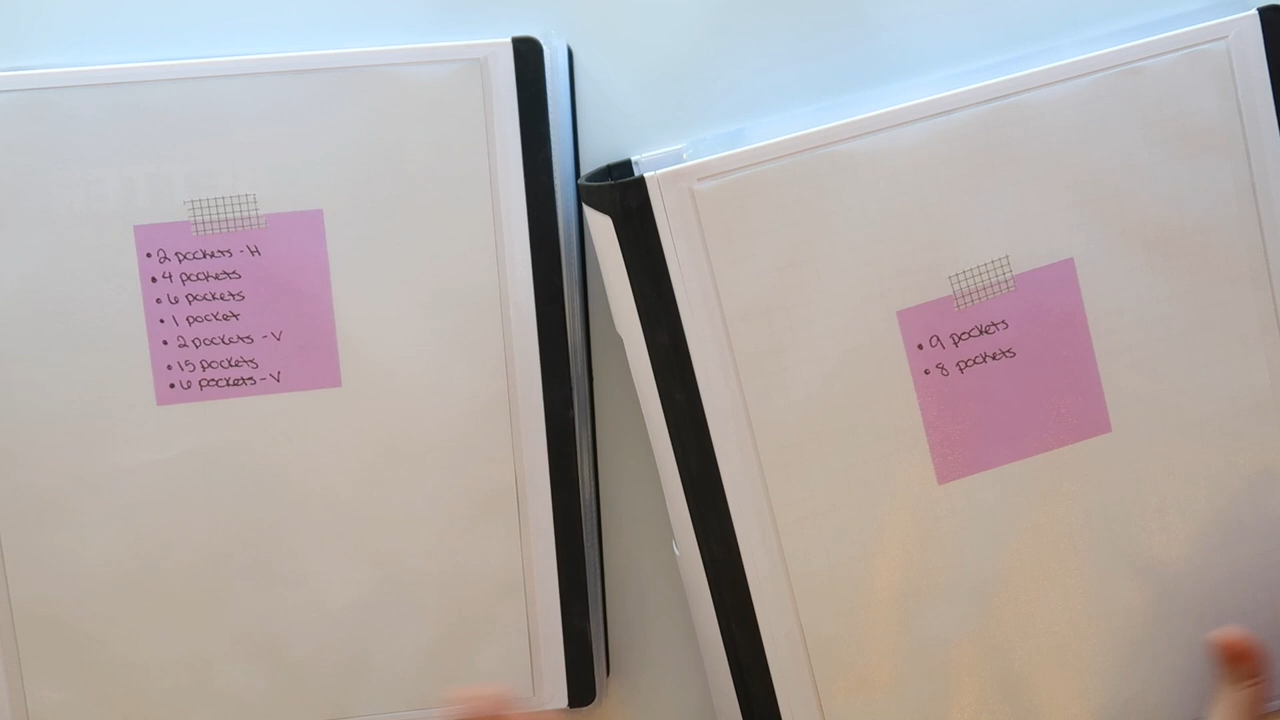 • 2 pockets - H
• 4 pockets
• 6 pockets
• 1 pocket
• 2 pockets - V
• 15 pockets
• 6 pockets - V
• 9 pockets
• 8 pockets